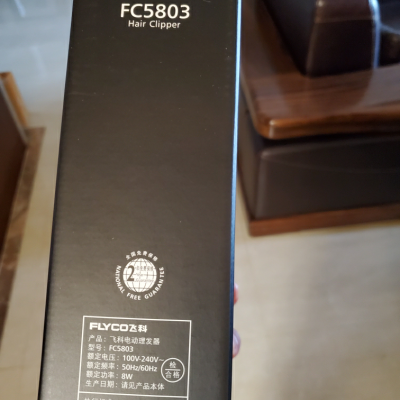 FC5803
Hair Clipper
全国免费保修
2
NATIONAL FREE GUARANTEE
FLYCO飞科
产品：飞科电动理发器
型号：FC5803
额定电压：100V-240V~
额定频率：50Hz/60Hz
额定功率：8W
生产日期：请见产品本体
检
合格